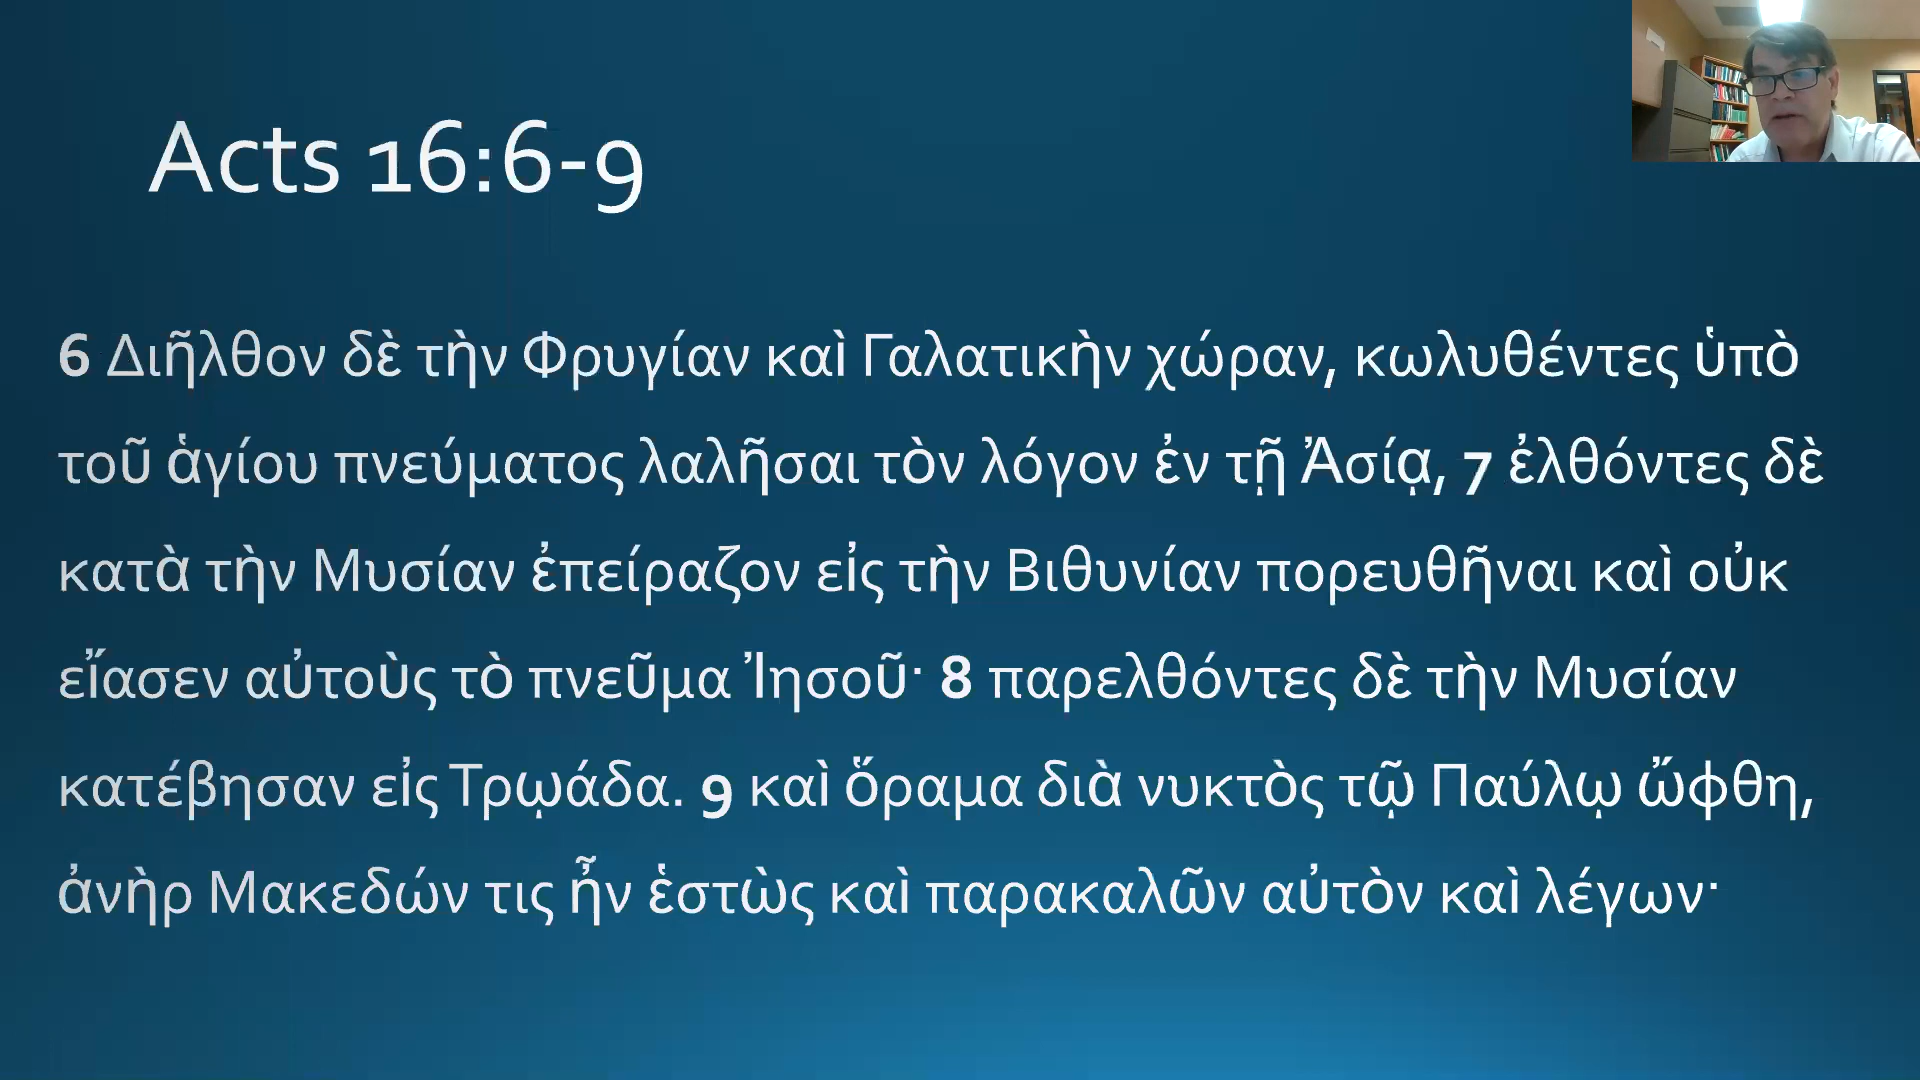 Acts 16:6-9
6 Διῆλθον δὲ τὴν Φρυγίαν καὶ Γαλατικὴν χώραν, κωλυθέντες ὑπὸ
τοῦ ἁγίου πνεύματος λαλῆσαι τὸν λόγον ἐν τῇ Ἀσίᾳ, 7 ἐλθόντες δὲ
κατὰ τὴν Μυσίαν ἐπείραζον εἰς τὴν Βιθυνίαν πορευθῆναι καὶ οὐκ
εἴασεν αὐτοὺς τὸ πνεῦμα Ἰησοῦ· 8 παρελθόντες δὲ τὴν Μυσίαν
κατέβησαν εἰς Τρῳάδα. 9 καὶ ὅραμα διὰ νυκτὸς τῷ Παύλῳ ὤφθη,
ἀνὴρ Μακεδών τις ἦν ἑστὼς καὶ παρακαλῶν αὐτὸν καὶ λέγων·